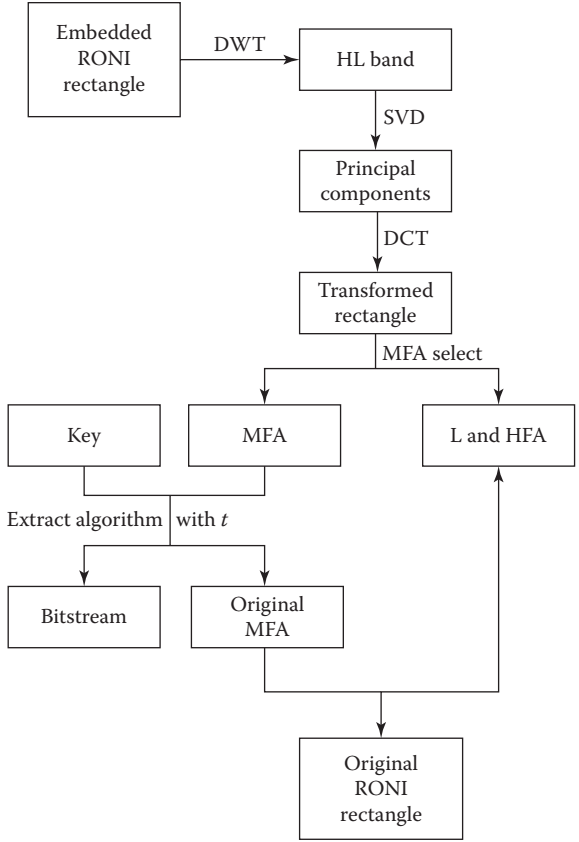 Embedded
RONI
rectangle
DWT
HL band
SVD
Principal
components
DCT
Transformed
rectangle
MFA select
Key
MFA
L and HFA
Extract algorithm with t
Bitstream
Original
MFA
Original
RONI
rectangle